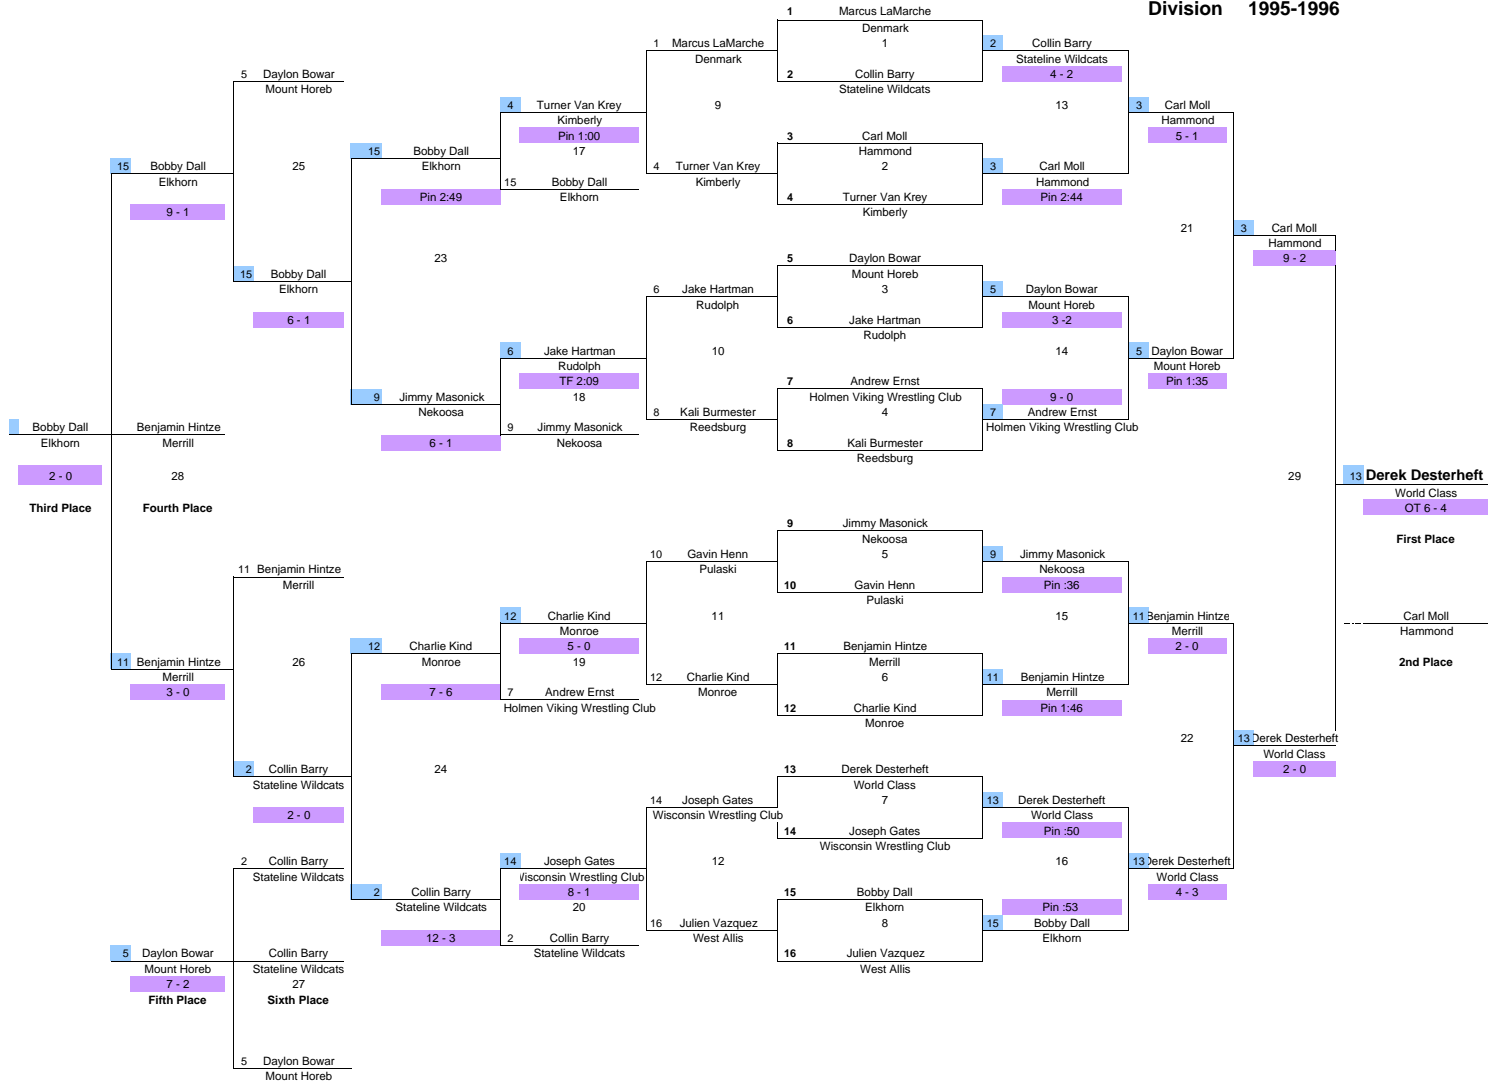 Division 1995-1996
1 Marcus LaMarche
Denmark
1
2 Collin Barry
Stateline Wildcats
3 Carl Moll
Hammond
2
4 Turner Van Krey
Kimberly
5 Daylon Bowar
Mount Horeb
3
6 Jake Hartman
Rudolph
7 Andrew Ernst
Holmen Viking Wrestling Club
4
8 Kali Burmester
Reedsburg
9 Jimmy Masonick
Nekoosa
5
10 Gavin Henn
Pulaski
11 Benjamin Hintze
Merrill
6
12 Charlie Kind
Monroe
13 Derek Desterheft
World Class
7
14 Joseph Gates
Wisconsin Wrestling Club
15 Bobby Dall
Elkhorn
8
16 Julien Vazquez
West Allis
2 Collin Barry
Stateline Wildcats
4 - 2
13
3 Carl Moll
Hammond
Pin 2:44
5 Daylon Bowar
Mount Horeb
3 -2
14
9 - 0
7 Andrew Ernst
Holmen Viking Wrestling Club
9 Jimmy Masonick
Nekoosa
Pin :36
15
11 Benjamin Hintze
Merrill
Pin 1:46
13 Derek Desterheft
World Class
Pin :50
16
Pin :53
15 Bobby Dall
Elkhorn
3 Carl Moll
Hammond
5 - 1
21
5 Daylon Bowar
Mount Horeb
Pin 1:35
11 Benjamin Hintze
Merrill
2 - 0
22
13 Derek Desterheft
World Class
4 - 3
3 Carl Moll
Hammond
9 - 2
29
13 Derek Desterheft
World Class
2 - 0
13 Derek Desterheft
World Class
OT 6 - 4
First Place
Carl Moll
Hammond
2nd Place
1 Marcus LaMarche
Denmark
9
4 Turner Van Krey
Kimberly
6 Jake Hartman
Rudolph
10
8 Kali Burmester
Reedsburg
10 Gavin Henn
Pulaski
11
12 Charlie Kind
Monroe
14 Joseph Gates
Wisconsin Wrestling Club
12
16 Julien Vazquez
West Allis
4 Turner Van Krey
Kimberly
Pin 1:00
17
15 Bobby Dall
Elkhorn
6 Jake Hartman
Rudolph
TF 2:09
18
9 Jimmy Masonick
Nekoosa
12 Charlie Kind
Monroe
5 - 0
19
7 Andrew Ernst
Holmen Viking Wrestling Club
14 Joseph Gates
Wisconsin Wrestling Club
8 - 1
20
2 Collin Barry
Stateline Wildcats
15 Bobby Dall
Elkhorn
Pin 2:49
23
9 Jimmy Masonick
Nekoosa
6 - 1
12 Charlie Kind
Monroe
7 - 6
24
2 Collin Barry
Stateline Wildcats
12 - 3
5 Daylon Bowar
Mount Horeb
25
15 Bobby Dall
Elkhorn
6 - 1
11 Benjamin Hintze
Merrill
26
2 Collin Barry
Stateline Wildcats
2 - 0
15 Bobby Dall
Elkhorn
9 - 1
11 Benjamin Hintze
Merrill
3 - 0
Bobby Dall
Elkhorn
2 - 0
Third Place
Benjamin Hintze
Merrill
28
Fourth Place
2 Collin Barry
Stateline Wildcats
5 Daylon Bowar
Mount Horeb
7 - 2
Fifth Place
Collin Barry
Stateline Wildcats
27
Sixth Place
5 Daylon Bowar
Mount Horeb